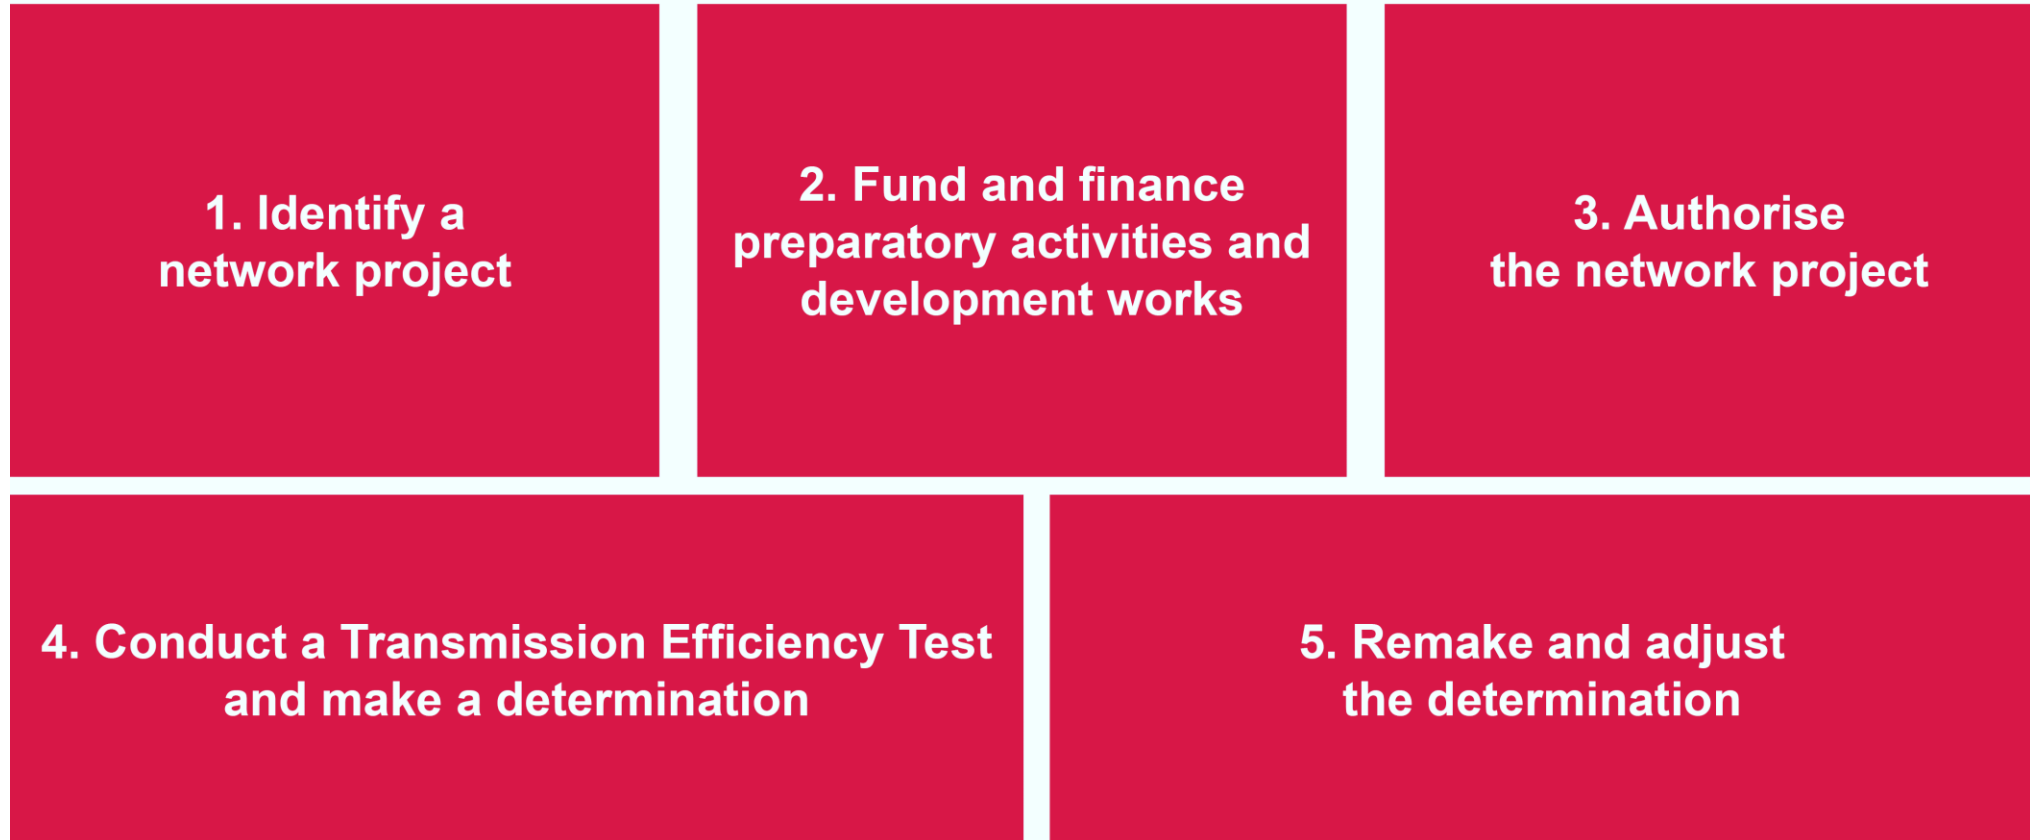 1. Identify a
network project
2. Fund and finance
preparatory activities and
development works
3. Authorise
the network project
4. Conduct a Transmission Efficiency Test
and make a determination
5. Remake and adjust
the determination